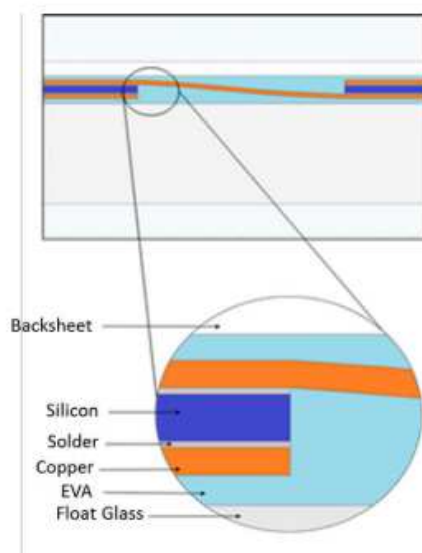 Backsheet
Silicon
Solder
Copper
EVA
Float Glass